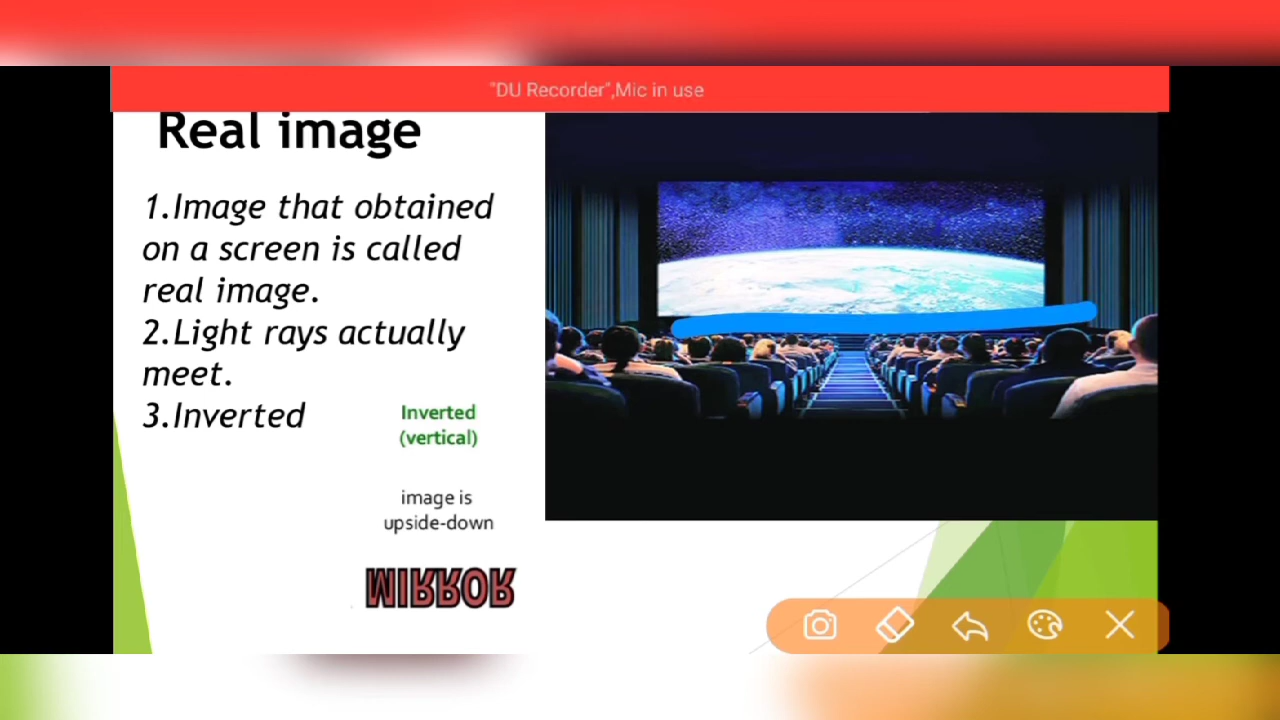 "DU Recorder",Mic in use
Real image
1.Image that obtained
on a screen is called
real image.
2.Light rays actually
meet.
3.Inverted
Inverted
(vertical)
image is
upside-down
MIRROR